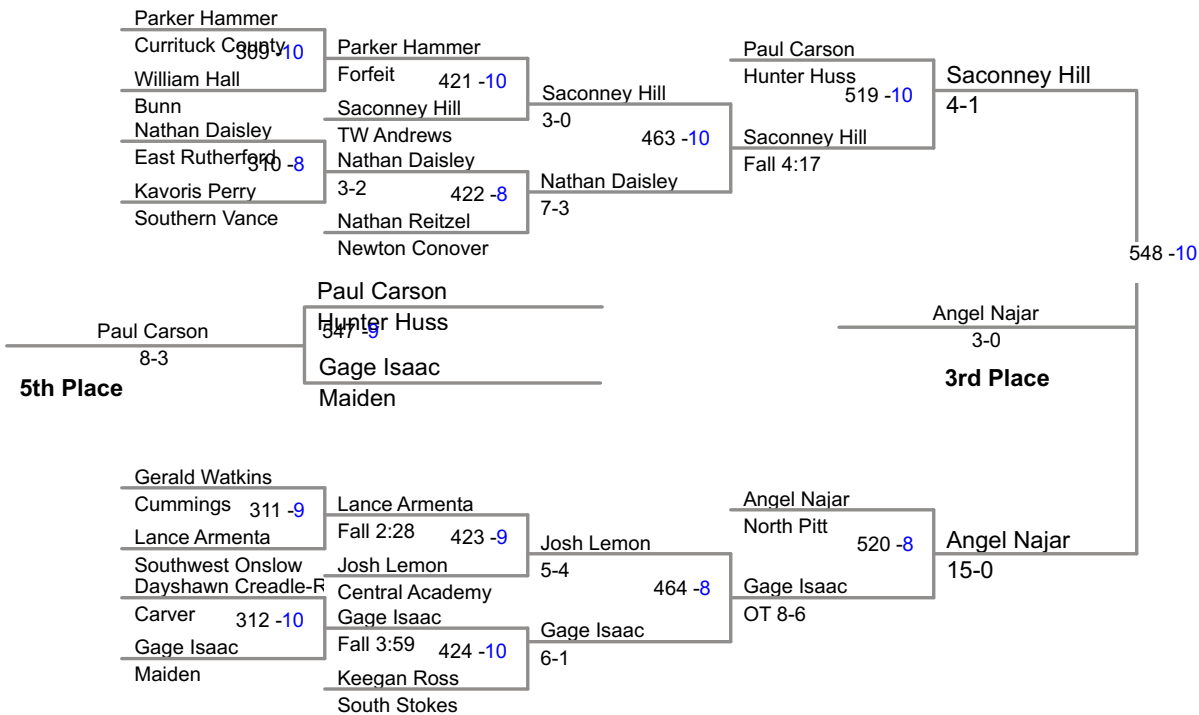 Parker Hammer
Currituck County
309 -10
William Hall
Bunn
Parker Hammer
Forfeit
421 -10
Saconney Hill
TW Andrews
Nathan Daisley
East Rutherford
310 -8
Kavoris Perry
Southern Vance
Nathan Daisley
3-2
422 -8
Nathan Reitzel
Newton Conover
Saconney Hill
3-0
463 -10
Nathan Daisley
7-3
Paul Carson
Hunter Huss
519 -10
Saconney Hill
Fall 4:17
Saconney Hill
4-1
548 -10
Paul Carson
Hunter Huss
547 -9
Gage Isaac
Maiden
Paul Carson
8-3
5th Place
Angel Najar
3-0
3rd Place
Gerald Watkins
Cummings
311 -9
Lance Armenta
Southwest Onslow
Lance Armenta
Fall 2:28
423 -9
Josh Lemon
Central Academy
Dayshawn Creadle-R
Carver
312 -10
Gage Isaac
Maiden
Gage Isaac
Fall 3:59
424 -10
Keegan Ross
South Stokes
Josh Lemon
5-4
464 -8
Gage Isaac
6-1
Angel Najar
North Pitt
520 -8
Gage Isaac
OT 8-6
Angel Najar
15-0